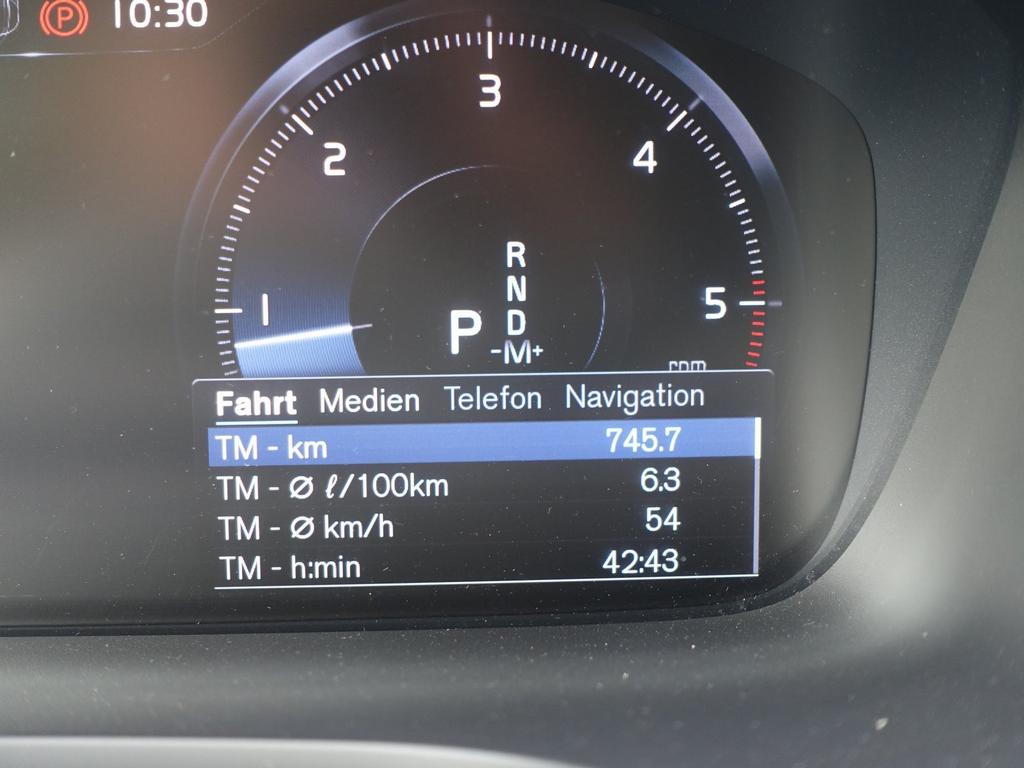 P 10:30
3
2 4
R
N
1 5
P D
-M+
rpm
Fahrt Medien Telefon Navigation
TM - km 745.7
TM - Ø ℓ/100km 6.3
TM - Ø km/h 54
TM - h:min 42:43